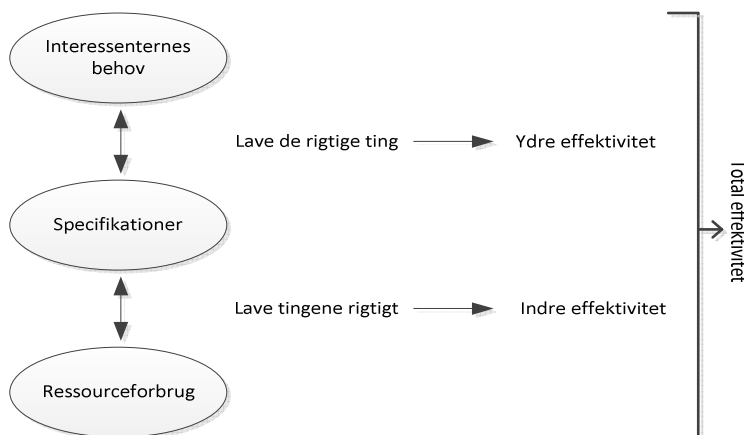 Interessenternes
behov
Lave de rigtige ting
Ydre effektivitet
Specifikationer
Total effektivitet
Lave tingene rigtigt
Indre effektivitet
Ressourceforbrug